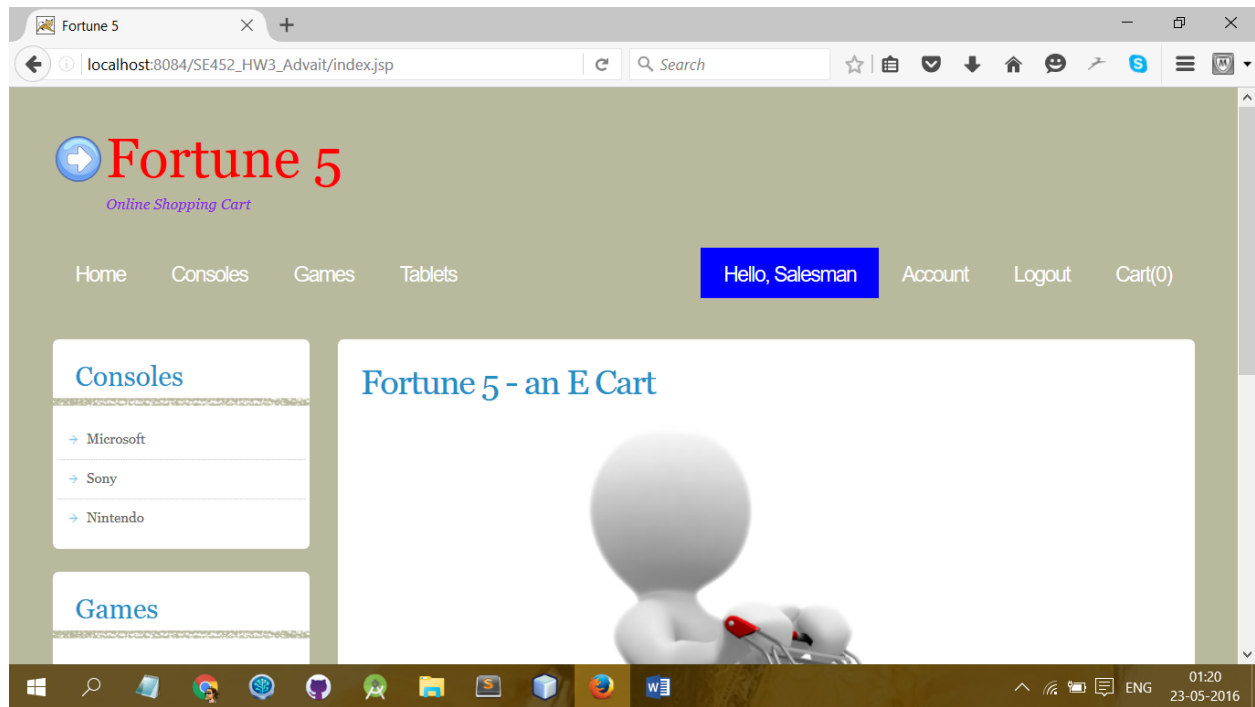 Fortune 5
localhost:8084/SE452_HW3_Advait/index.jsp
Search
Fortune 5
Online Shopping Cart
Home Consoles Games Tablets Hello, Salesman Account Logout Cart(0)
Consoles
Microsoft
Sony
Nintendo
Games
Fortune 5 - an E Cart
ENG
01:20
23-05-2016